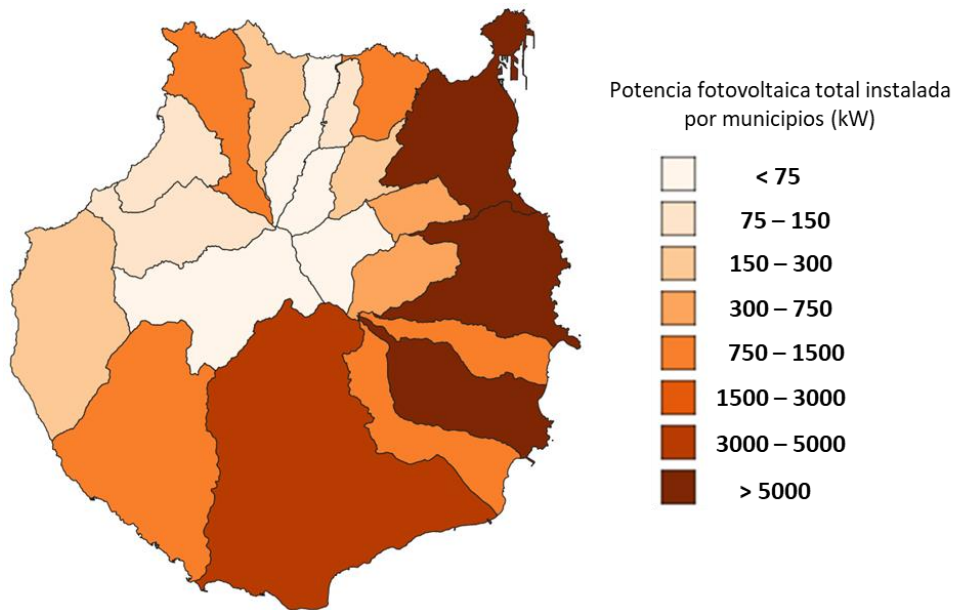 Potencia fotovoltaica total instalada
por municipios (kW)
< 75
75 – 150
150 – 300
300 – 750
750 – 1500
1500 – 3000
3000 – 5000
> 5000